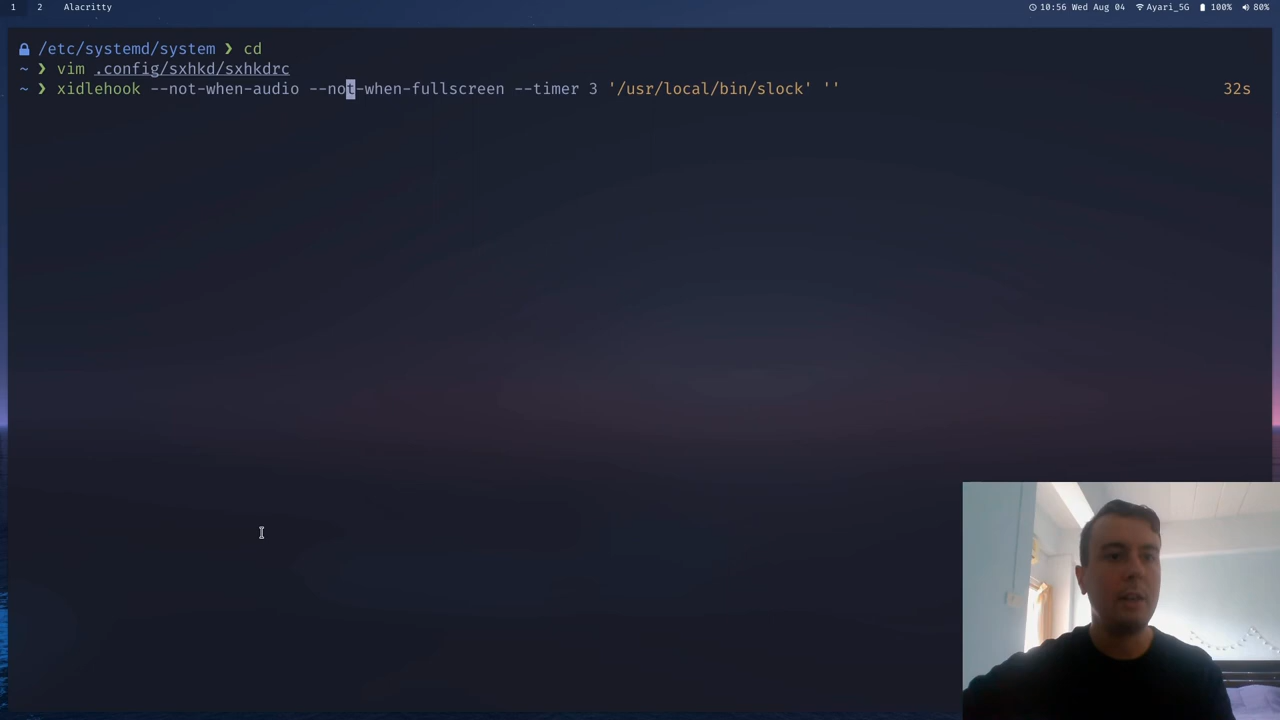 1 2 Alacritty 10:56 Wed Aug 04 Ayari_5G 100% 80%
/etc/systemd/system ❯ cd
~ ❯ vim .config/sxhkd/sxhkdrc
~ ❯ xidlehook --not-when-audio --not-when-fullscreen --timer 3 '/usr/local/bin/slock' '' 32s